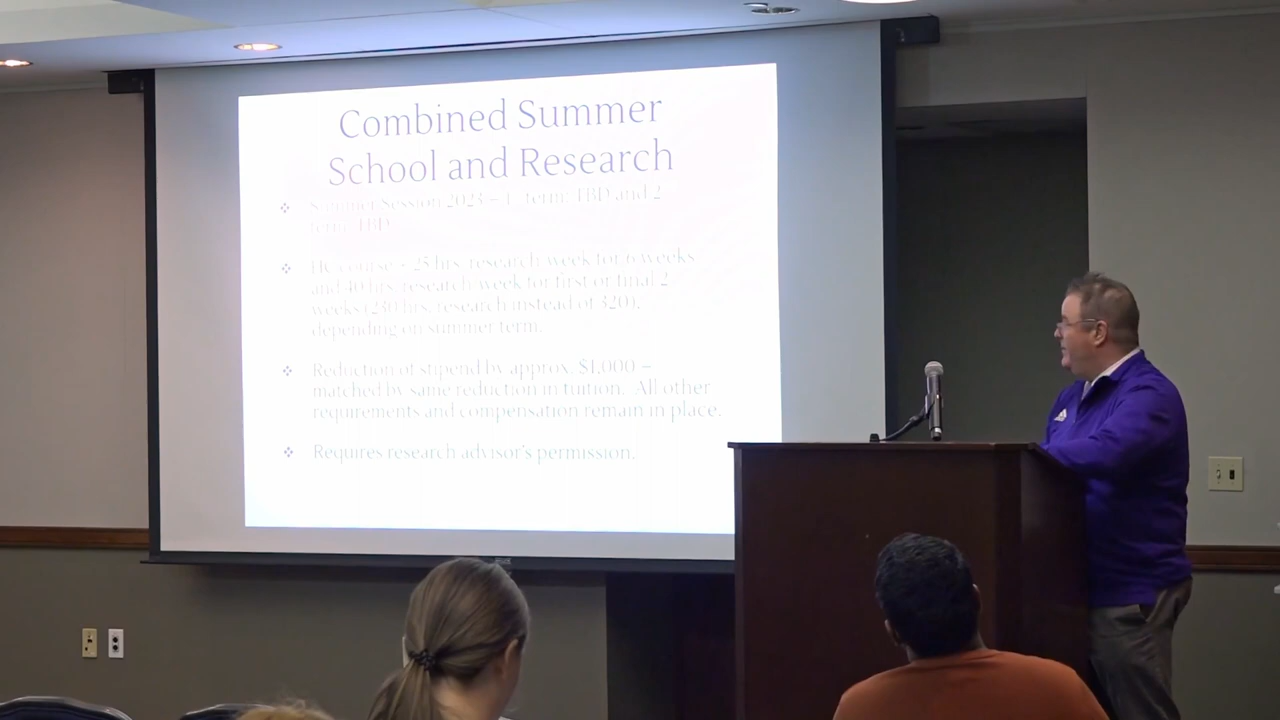 Combined Summer
School and Research
Summer Session 2023 – 1 term: TBD and 2
term: TBD
HC course + 25 hrs. research/week for 6 weeks
and 40 hrs. research/week for first or final 2
weeks (230 hrs. research instead of 320),
depending on summer term.
Reduction of stipend by approx. $1,000 –
matched by same reduction in tuition. All other
requirements and compensation remain in place.
Requires research advisor's permission.